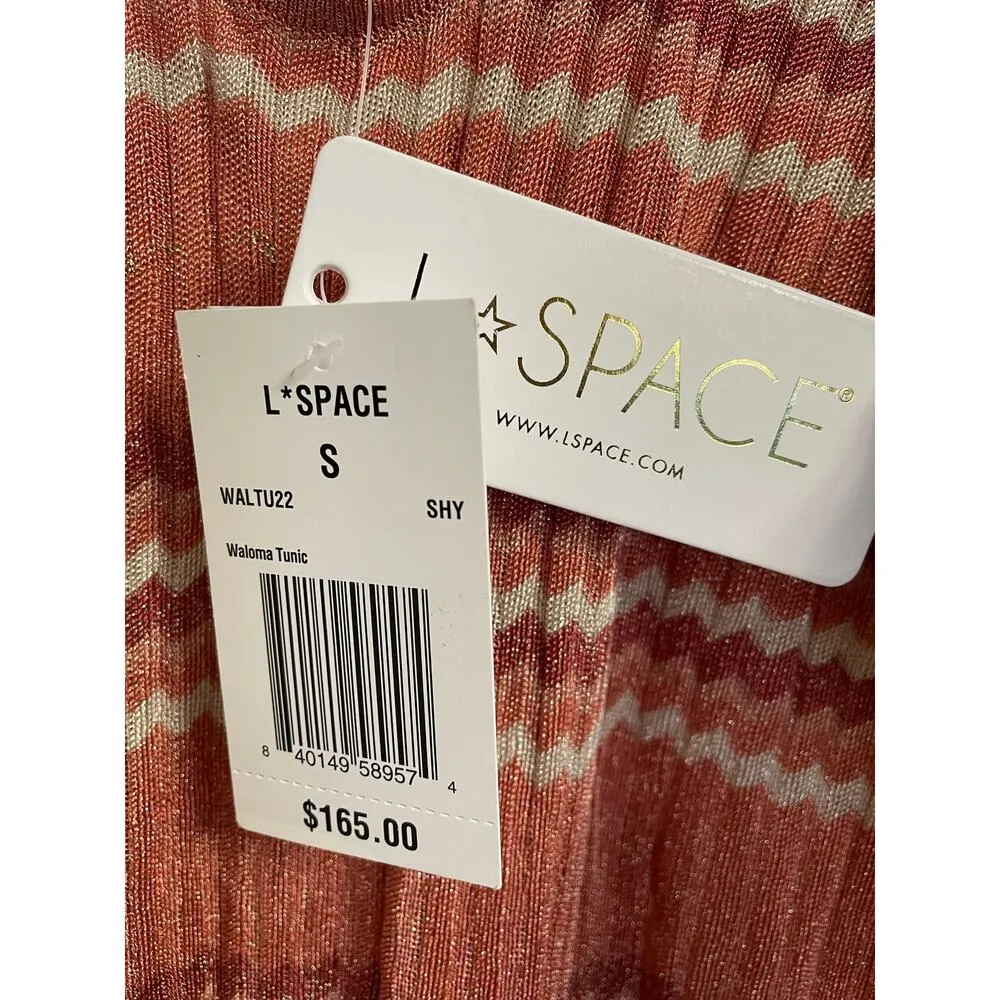 L☆SPACE®
WWW.LSPACE.COM
L*SPACE
S
WALTU22 SHY
Waloma Tunic
8 40149 58957 4
$165.00